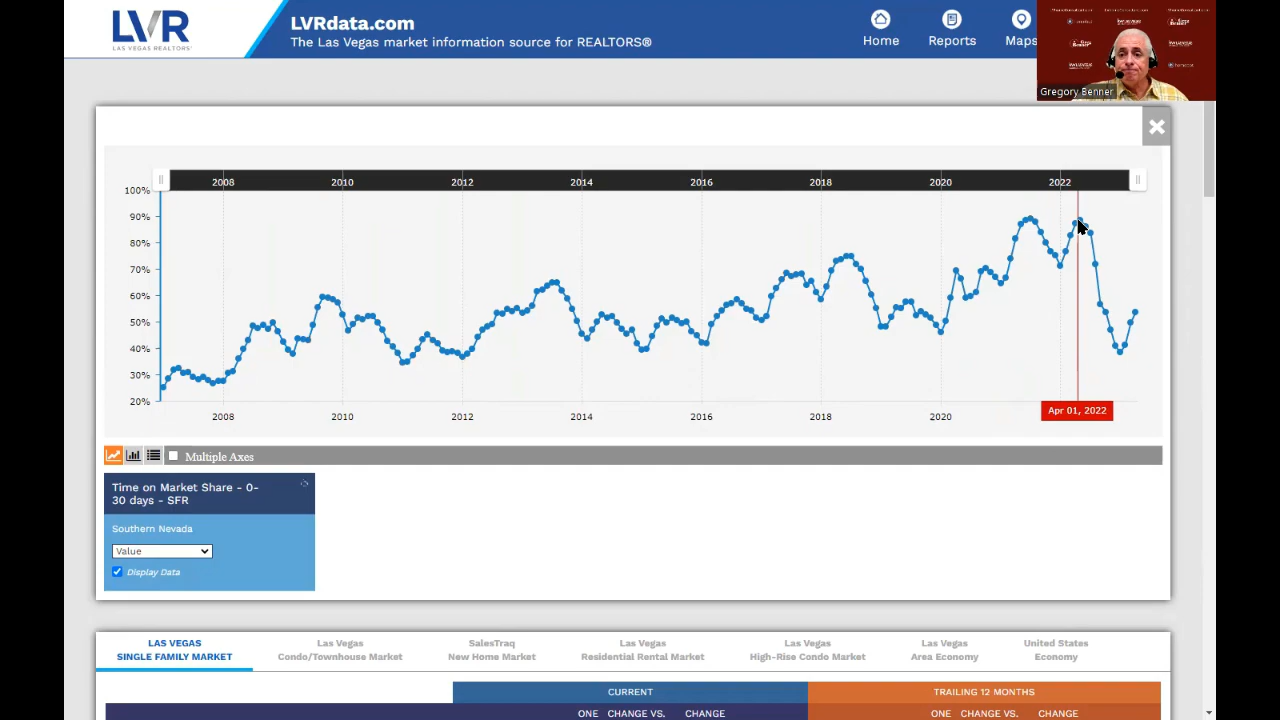 LVR
LAS VEGAS REALTORS®
LVRdata.com
The Las Vegas market information source for REALTORS®
Home
Reports
Maps
Gregory Benner
2008
2010
2012
2014
2016
2018
2020
2022
100%
90%
80%
70%
60%
50%
40%
30%
20%
2008
2010
2012
2014
2016
2018
2020
Apr 01, 2022
Multiple Axes
Time on Market Share - 0-
30 days - SFR
Southern Nevada
Value
Display Data
LAS VEGAS
SINGLE FAMILY MARKET
Las Vegas
Condo/Townhouse Market
SalesTraq
New Home Market
Las Vegas
Residential Rental Market
Las Vegas
High-Rise Condo Market
Las Vegas
Area Economy
United States
Economy
CURRENT
TRAILING 12 MONTHS
ONE
CHANGE VS.
CHANGE
ONE
CHANGE VS.
CHANGE